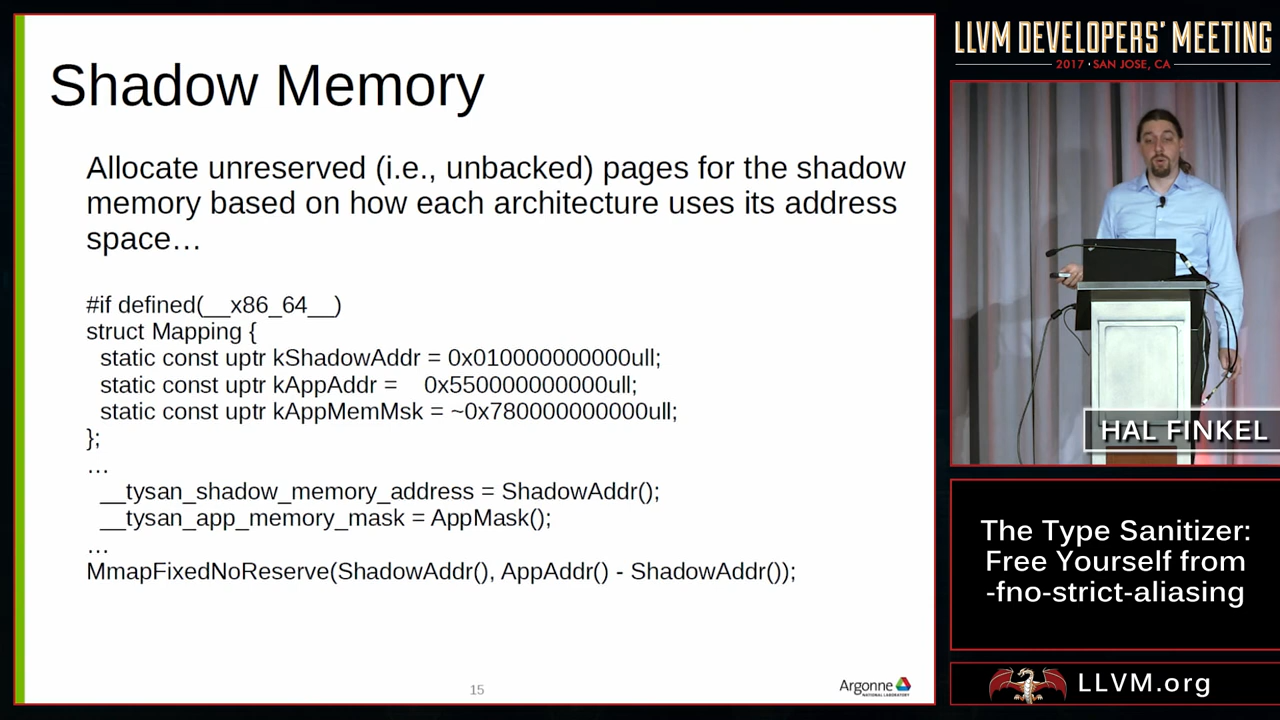 Shadow Memory
Allocate unreserved (i.e., unbacked) pages for the shadow
memory based on how each architecture uses its address
space…
#if defined(__x86_64__)
struct Mapping {
  static const uptr kShadowAddr = 0x010000000000ull;
  static const uptr kAppAddr =    0x550000000000ull;
  static const uptr kAppMemMsk = ~0x780000000000ull;
};
…
  __tysan_shadow_memory_address = ShadowAddr();
  __tysan_app_memory_mask = AppMask();
…
MmapFixedNoReserve(ShadowAddr(), AppAddr() - ShadowAddr());
15
Argonne
NATIONAL LABORATORY
LLVM DEVELOPERS' MEETING
2017 · SAN JOSE, CA
HAL FINKEL
The Type Sanitizer:
Free Yourself from
-fno-strict-aliasing
LLVM.org